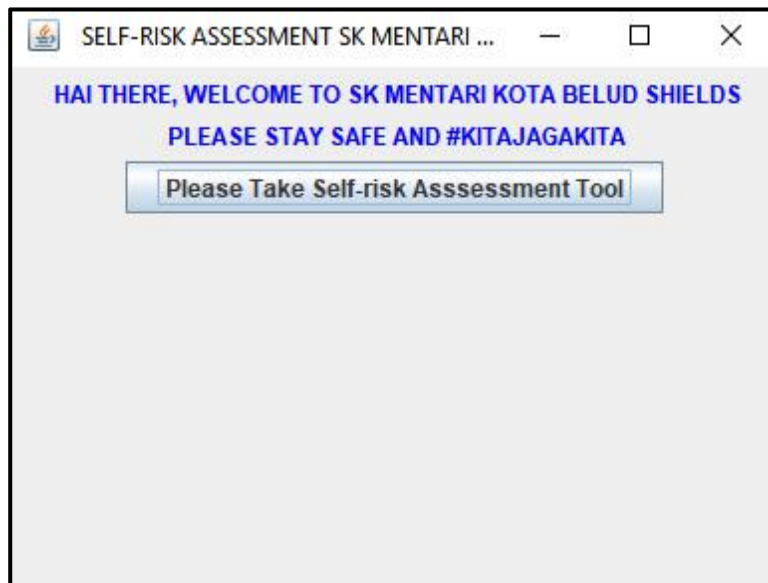 SELF-RISK ASSESSMENT SK MENTARI ...
HAI THERE, WELCOME TO SK MENTARI KOTA BELUD SHIELDS
PLEASE STAY SAFE AND #KITAJAGAKITA
Please Take Self-risk Asssessment Tool